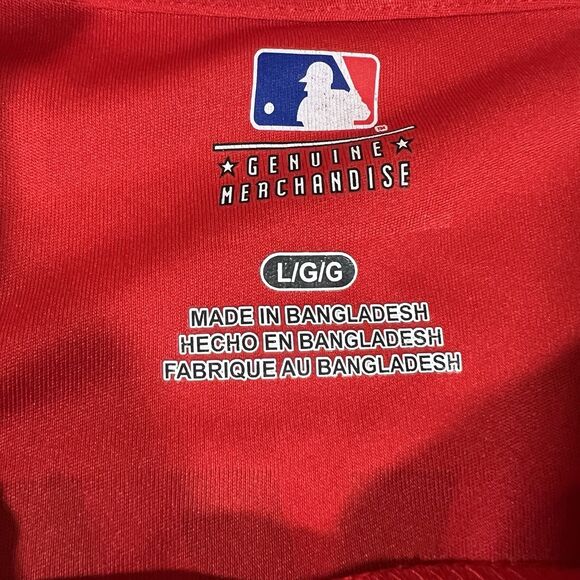 GENUINE
MERCHANDISE
L/G/G
MADE IN BANGLADESH
HECHO EN BANGLADESH
FABRIQUE AU BANGLADESH